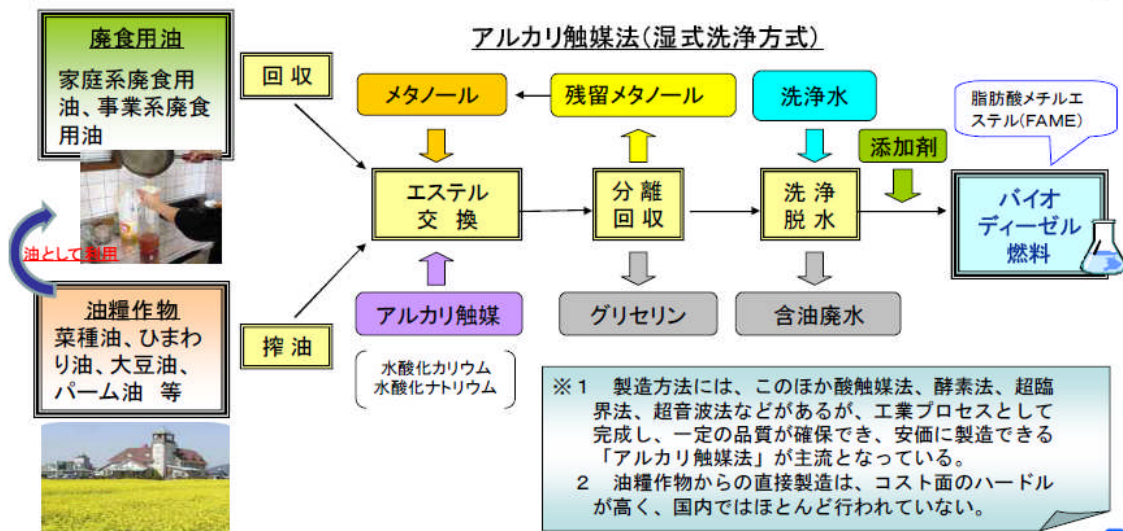 アルカリ触媒法(湿式洗浄方式)
廃食用油
家庭系廃食用
油、事業系廃食
用油
回 収
油として利用
油糧作物
菜種油、ひまわ
り油、大豆油、
パーム油 等
搾 油
メタノール
残留メタノール
洗浄水
添加剤
脂肪酸メチルエ
ステル(FAME)
エステル
交 換
分 離
回 収
洗 浄
脱 水
バイオ
ディーゼル
燃料
アルカリ触媒
グリセリン
含油廃水
水酸化カリウム
水酸化ナトリウム
※1 製造方法には、このほか酸触媒法、酵素法、超臨
界法、超音波法などがあるが、工業プロセスとして
完成し、一定の品質が確保でき、安価に製造できる
「アルカリ触媒法」が主流となっている。
2 油糧作物からの直接製造は、コスト面のハードル
が高く、国内ではほとんど行われていない。